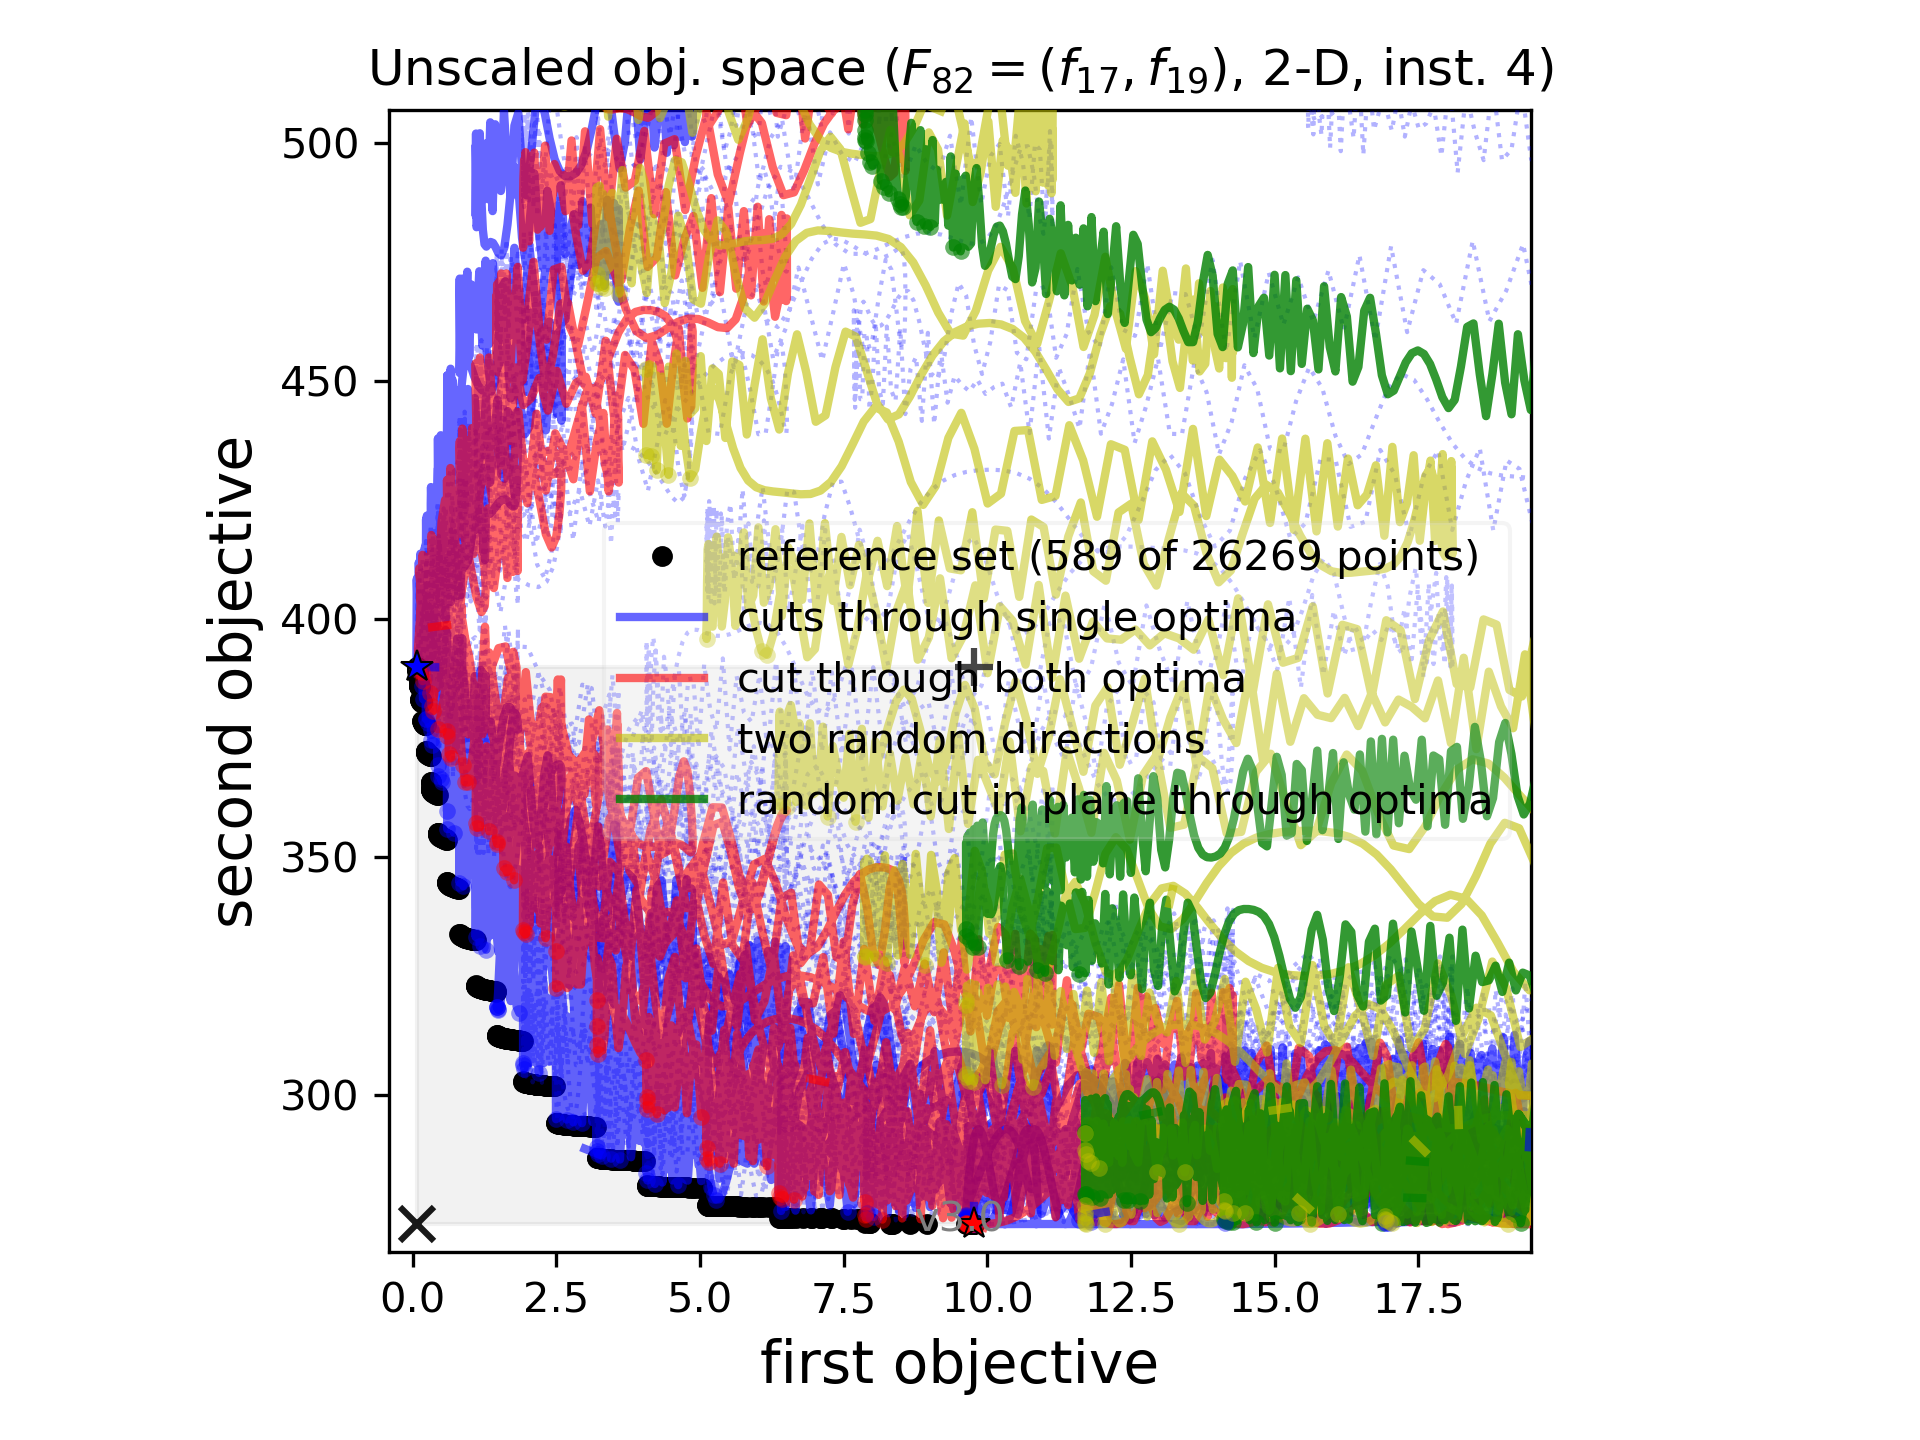 Unscaled obj. space (F82 = (f17, f19), 2-D, inst. 4)
500
450
400
350
300
second objective
reference set (589 of 26269 points)
cuts through single optima
cut through both optima
two random directions
random cut in plane through optima
v3.0
0.0 2.5 5.0 7.5 10.0 12.5 15.0 17.5
first objective